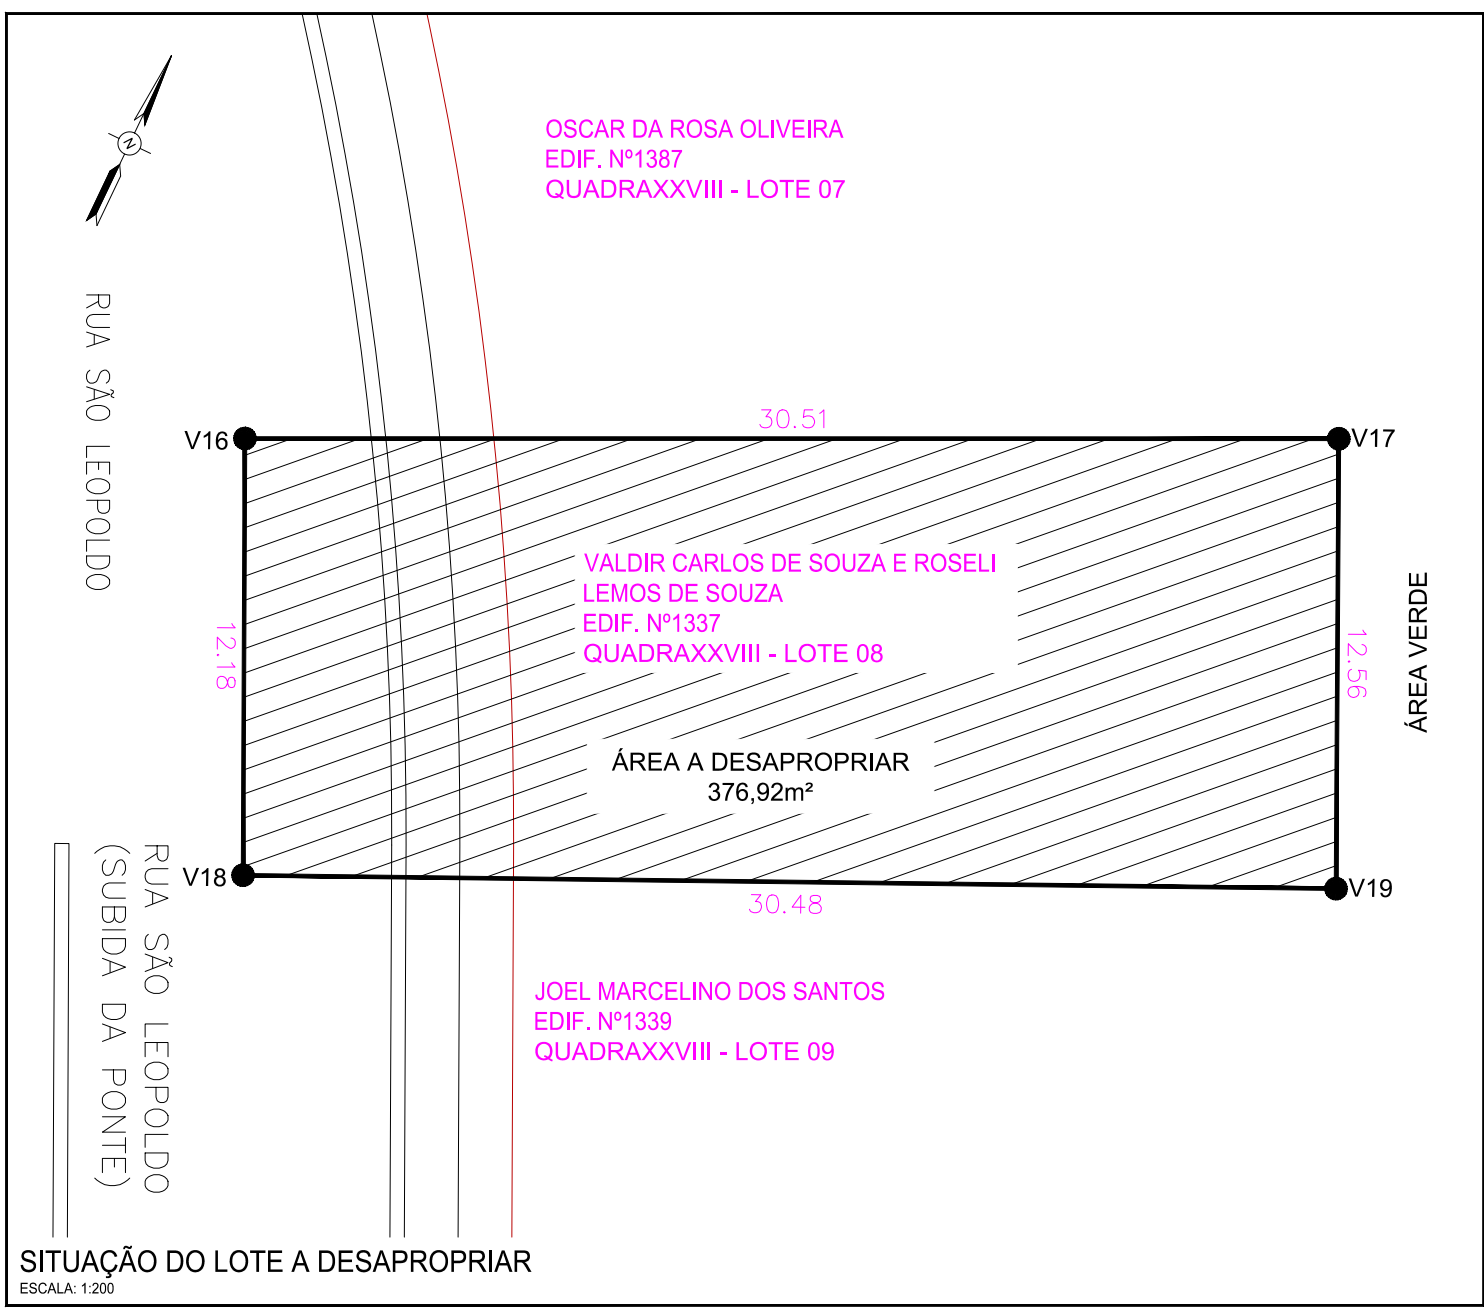 N
OSCAR DA ROSA OLIVEIRA
EDIF. Nº1387
QUADRAXXVIII - LOTE 07
RUA SÃO LEOPOLDO
30.51
V16
V17
VALDIR CARLOS DE SOUZA E ROSELI
LEMOS DE SOUZA
EDIF. Nº1337
QUADRAXXVIII - LOTE 08
12.18
12.56
ÁREA VERDE
ÁREA A DESAPROPRIAR
376,92m²
V18
V19
30.48
RUA SÃO LEOPOLDO
(SUBIDA DA PONTE)
JOEL MARCELINO DOS SANTOS
EDIF. Nº1339
QUADRAXXVIII - LOTE 09
SITUAÇÃO DO LOTE A DESAPROPRIAR
ESCALA: 1:200